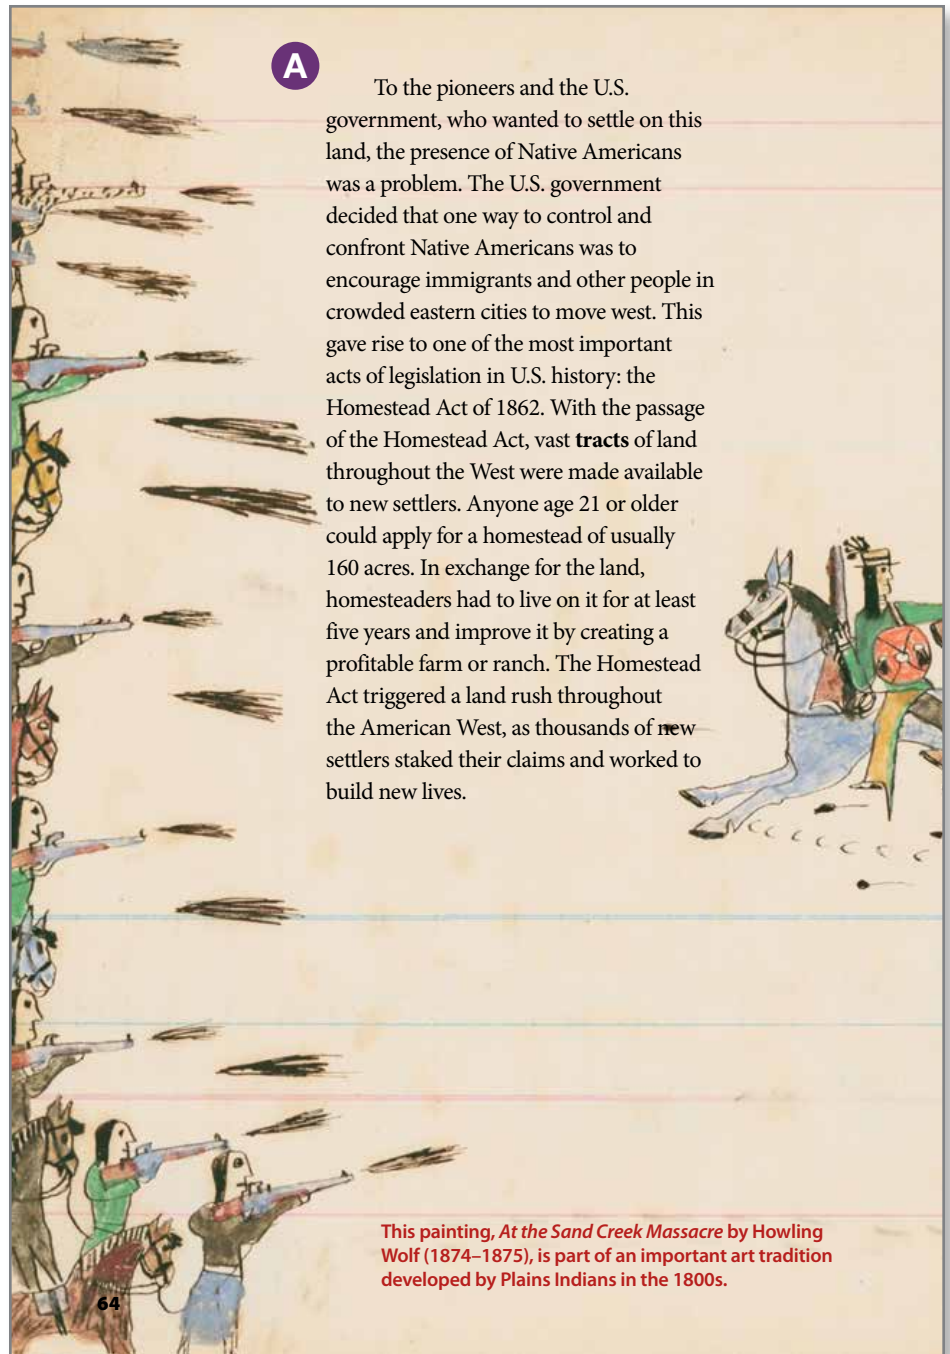 A
To the pioneers and the U.S.
government, who wanted to settle on this
land, the presence of Native Americans
was a problem. The U.S. government
decided that one way to control and
confront Native Americans was to
encourage immigrants and other people in
crowded eastern cities to move west. This
gave rise to one of the most important
acts of legislation in U.S. history: the
Homestead Act of 1862. With the passage
of the Homestead Act, vast tracts of land
throughout the West were made available
to new settlers. Anyone age 21 or older
could apply for a homestead of usually
160 acres. In exchange for the land,
homesteaders had to live on it for at least
five years and improve it by creating a
profitable farm or ranch. The Homestead
Act triggered a land rush throughout
the American West, as thousands of new
settlers staked their claims and worked to
build new lives.
This painting, At the Sand Creek Massacre by Howling
Wolf (1874–1875), is part of an important art tradition
developed by Plains Indians in the 1800s.
64